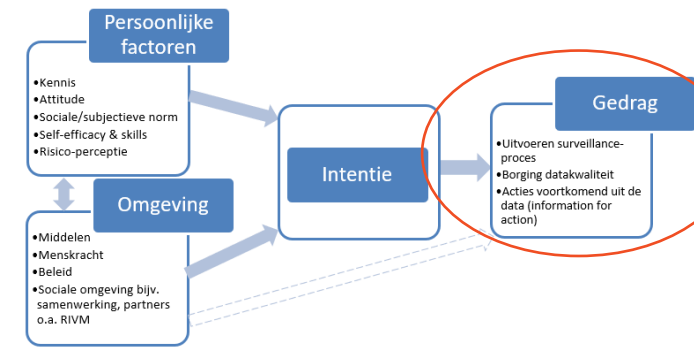 Persoonlijke
factoren
•Kennis
•Attitude
•Sociale/subjectieve norm
•Self-efficacy & skills
•Risico-perceptie
Omgeving
•Middelen
•Menskracht
•Beleid
•Sociale omgeving bijv.
samenwerking, partners
o.a. RIVM
Intentie
Gedrag
•Uitvoeren surveillance-
proces
•Borging datakwaliteit
•Acties voortkomend uit de
data (information for
action)